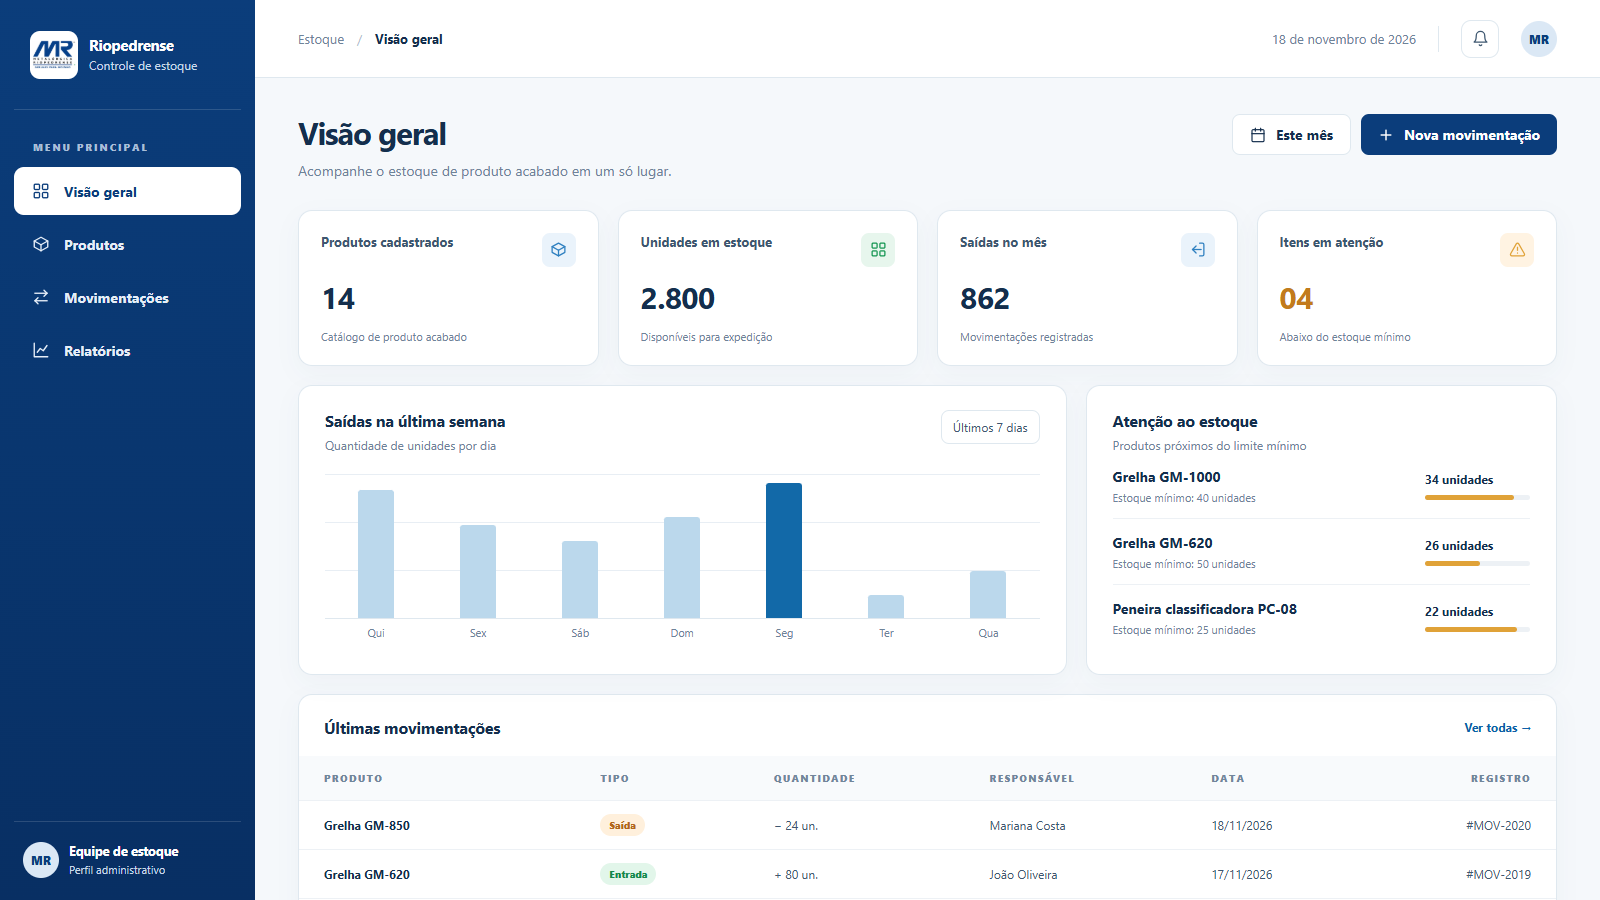 MR
METALÚRGICA
RIOPEDRENSE
Riopedrense
Controle de estoque
MENU PRINCIPAL
Visão geral
Produtos
Movimentações
Relatórios
MR
Equipe de estoque
Perfil administrativo
Estoque / Visão geral
18 de novembro de 2026
MR
Visão geral
Acompanhe o estoque de produto acabado em um só lugar.
Este mês
+ Nova movimentação
Produtos cadastrados
14
Catálogo de produto acabado
Unidades em estoque
2.800
Disponíveis para expedição
Saídas no mês
862
Movimentações registradas
Itens em atenção
04
Abaixo do estoque mínimo
Saídas na última semana
Quantidade de unidades por dia
Últimos 7 dias
Qui Sex Sáb Dom Seg Ter Qua
Atenção ao estoque
Produtos próximos do limite mínimo
Grelha GM-1000
Estoque mínimo: 40 unidades
34 unidades
Grelha GM-620
Estoque mínimo: 50 unidades
26 unidades
Peneira classificadora PC-08
Estoque mínimo: 25 unidades
22 unidades
Últimas movimentações
Ver todas →
PRODUTO TIPO QUANTIDADE RESPONSÁVEL DATA REGISTRO
Grelha GM-850 Saída − 24 un. Mariana Costa 18/11/2026 #MOV-2020
Grelha GM-620 Entrada + 80 un. João Oliveira 17/11/2026 #MOV-2019